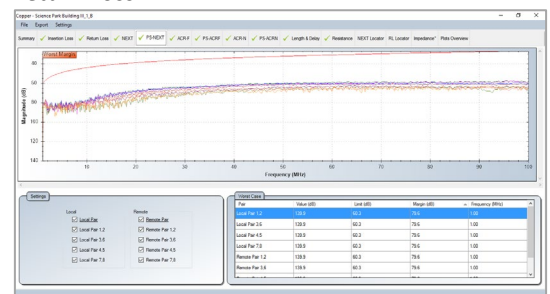 Copper - Science Park Building III_1_B
File Export Settings
Summary Insertion Loss Return Loss NEXT PS-NEXT ACR-F PS-ACRF ACR-N PS-ACRN Length & Delay Resistance NEXT Locator RL Locator Impedance* Plots Overview
Worst Margin
Magnitude (dB)
40
60
80
100
120
140
10 20 30 40 50 60 70 80 90 100
Frequency (MHz)
Settings
Local Remote
Local Pair Remote Pair
Local Pair 1,2 Remote Pair 1,2
Local Pair 3,6 Remote Pair 3,6
Local Pair 4,5 Remote Pair 4,5
Local Pair 7,8 Remote Pair 7,8
Worst Case
Pair Value (dB) Limit (dB) Margin (dB) Frequency (MHz)
Local Pair 1,2 139.9 60.3 79.6 1.00
Local Pair 3,6 139.9 60.3 79.6 1.00
Local Pair 4,5 139.9 60.3 79.6 1.00
Local Pair 7,8 139.9 60.3 79.6 1.00
Remote Pair 1,2 139.9 60.3 79.6 1.00
Remote Pair 3,6 139.9 60.3 79.6 1.00